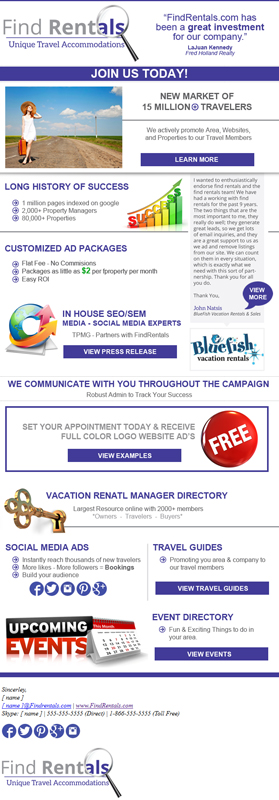 Find Rentals
Unique Travel Accommodations
“FindRentals.com has
been a great investment
for our company.”
LaJuan Kennedy
Fred Holland Realty
JOIN US TODAY!
NEW MARKET OF
15 MILLION TRAVELERS
We actively promote Area, Websites,
and Properties to our Travel Members
LEARN MORE
LONG HISTORY OF SUCCESS
1 million pages indexed on google
2,000+ Property Managers
80,000+ Properties
SUCCESS
CUSTOMIZED AD PACKAGES
Flat Fee - No Commisions
Packages as little as $2 per property per month
Easy ROI
I wanted to enthusiastically
endorse find rentals and the
find rentals team! We have
had a working with find
rentals for the past 9 years.
The two things that are the
most important to me, they
really do well; they generate
great leads, so we get lots
of email inquiries, and they
are a great support to us as
we ad and remove listings
from our site. We can count
on them in every situation,
which is exactly what we
need with this sort of part-
nership. Thank you for all
you do.
Thank You,
John Natsis
Bluefish Vacation Rentals & Sales
VIEW
MORE
IN HOUSE SEO/SEM
MEDIA - SOCIAL MEDIA EXPERTS
TPMG - Partners with FindRentals
VIEW PRESS RELEASE
Bluefish
vacation rentals
WE COMMUNICATE WITH YOU THROUGHOUT THE CAMPAIGN
Robust Admin to Track Your Success
SET YOUR APPOINTMENT TODAY & RECEIVE
FULL COLOR LOGO WEBSITE AD'S
VIEW EXAMPLES
FREE
VACATION RENATL MANAGER DIRECTORY
Largest Resource online with 2000+ members
*Owners - Travelers - Buyers*
SOCIAL MEDIA ADS
Instantly reach thousands of new travelers
More likes - More followers = Bookings
Build your audience
TRAVEL GUIDES
Promoting you area & company to
our travel members
VIEW TRAVEL GUIDES
UPCOMING
EVENTS
This Month
EVENT DIRECTORY
Fun & Exciting Things to do in
your area.
VIEW EVENTS
Sincerley,
[ name ]
[ name ]@Findrentals.com | www.FindRentals.com
Skype: [ name ] | 555-555-5555 (Direct) | 1-866-555-5555 (Toll Free)
Find Rentals
Unique Travel Accommodations